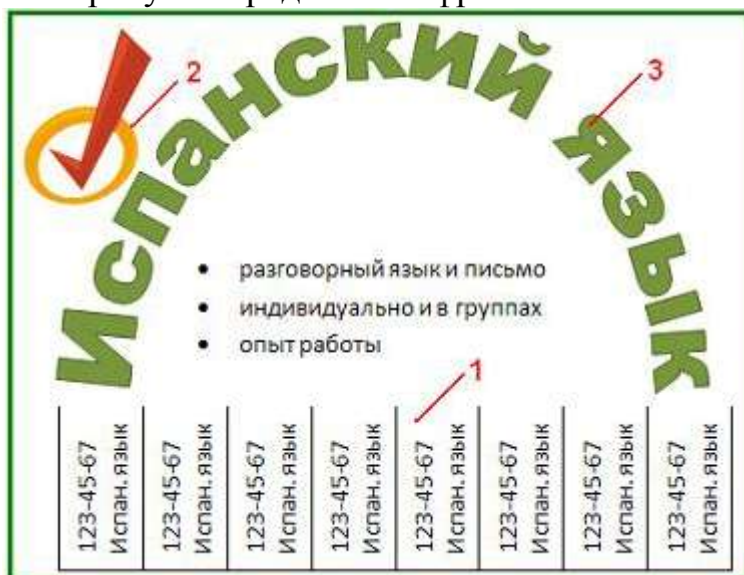 2
3
Испанский язык
• разговорный язык и письмо
• индивидуально и в группах
• опыт работы
1
123-45-67
Испан. язык
123-45-67
Испан. язык
123-45-67
Испан. язык
123-45-67
Испан. язык
123-45-67
Испан. язык
123-45-67
Испан. язык
123-45-67
Испан. язык
123-45-67
Испан. язык